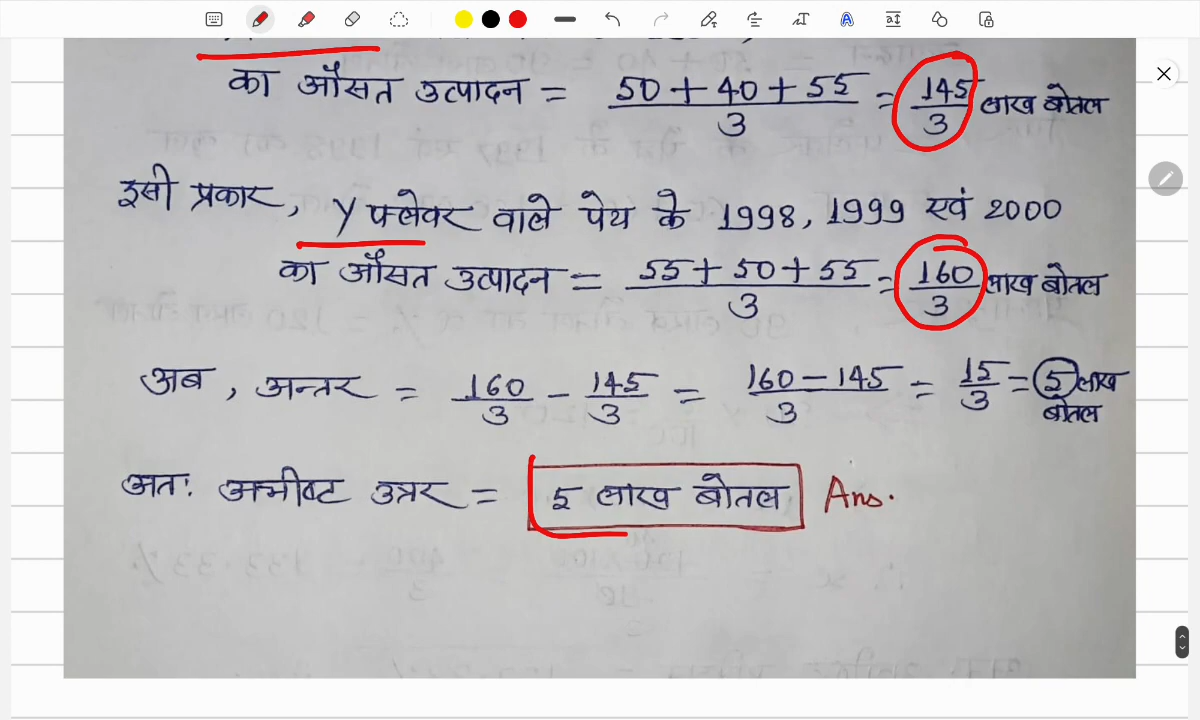 का औसत उत्पादन = 50 + 40 + 55 / 3 = 145 / 3 लाख बोतल
इसी प्रकार, Y फ्लेवर वाले पेय के 1998, 1999 एवं 2000
का औसत उत्पादन = 55 + 50 + 55 / 3 = 160 / 3 लाख बोतल
अब, अन्तर = 160 / 3 - 145 / 3 = 160 - 145 / 3 = 15 / 3 = 5 लाख बोतल
अतः अभीष्ट उत्तर = 5 लाख बोतल Ans.